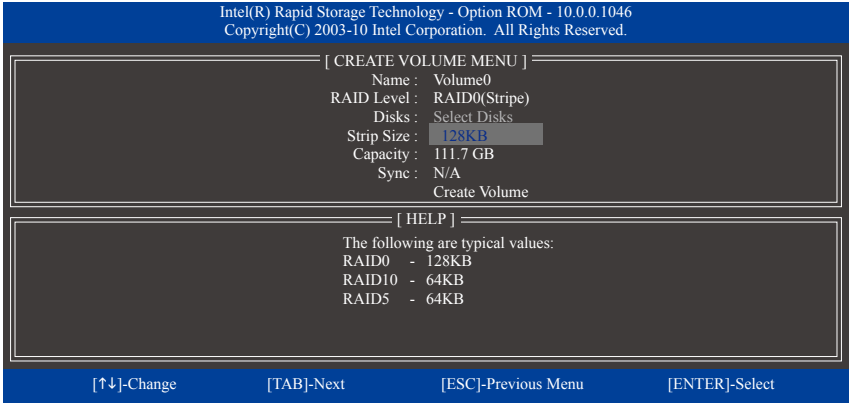 Intel(R) Rapid Storage Technology - Option ROM - 10.0.0.1046
Copyright(C) 2003-10 Intel Corporation. All Rights Reserved.
[ CREATE VOLUME MENU ]
Name : Volume0
RAID Level : RAID0(Stripe)
Disks : Select Disks
Strip Size : 128KB
Capacity : 111.7 GB
Sync : N/A
Create Volume
[ HELP ]
The following are typical values:
RAID0 - 128KB
RAID10 - 64KB
RAID5 - 64KB
[↑↓]-Change [TAB]-Next [ESC]-Previous Menu [ENTER]-Select